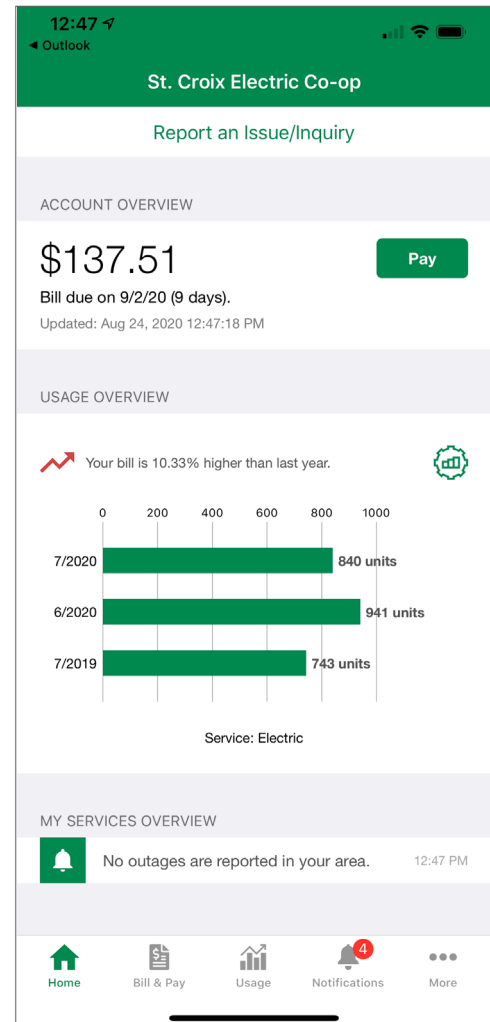 12:47
◀ Outlook
St. Croix Electric Co-op
Report an Issue/Inquiry
ACCOUNT OVERVIEW
$137.51
Pay
Bill due on 9/2/20 (9 days).
Updated: Aug 24, 2020 12:47:18 PM
USAGE OVERVIEW
Your bill is 10.33% higher than last year.
0 200 400 600 800 1000
7/2020 840 units
6/2020 941 units
7/2019 743 units
Service: Electric
MY SERVICES OVERVIEW
No outages are reported in your area. 12:47 PM
4
Home Bill & Pay Usage Notifications More